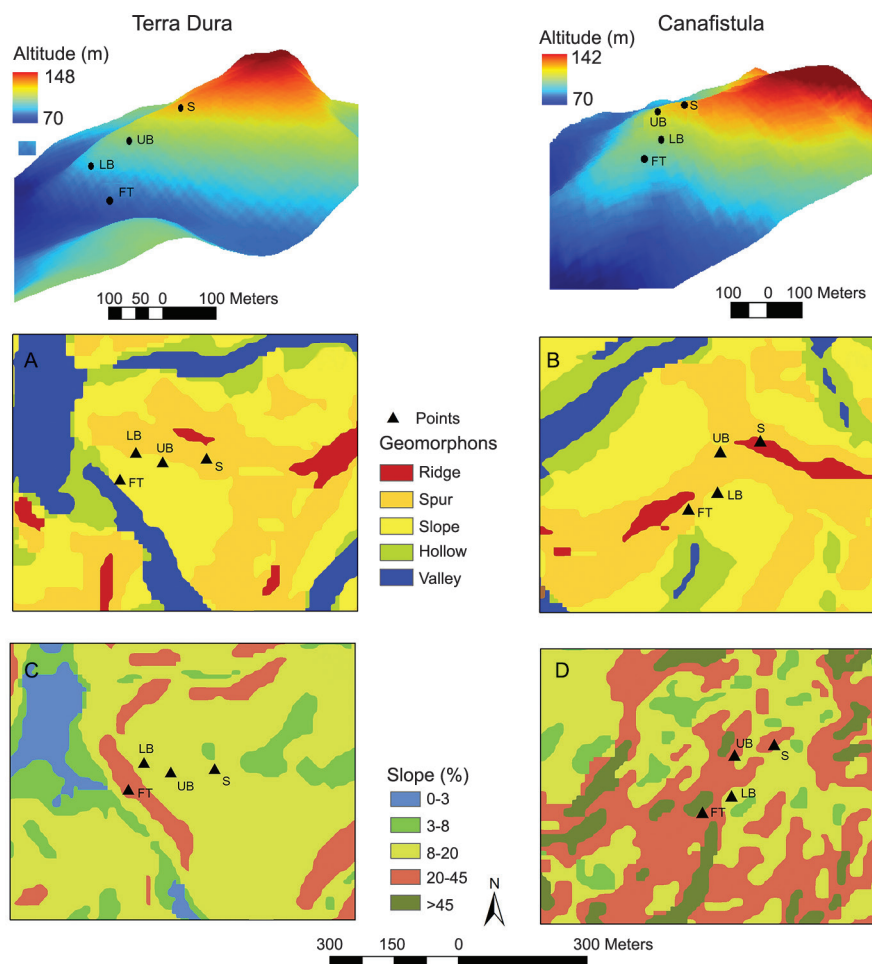 Terra Dura
Canafistula
Altitude (m)
148
70
S
UB
LB
FT
Altitude (m)
142
70
S
UB
LB
FT
100 50 0 100 Meters
100 0 100 Meters
A
LB
UB
S
FT
Points
Geomorphons
Ridge
Spur
Slope
Hollow
Valley
B
S
UB
LB
FT
C
LB
UB
S
FT
Slope (%)
0-3
3-8
8-20
20-45
>45
N
D
UB
S
LB
FT
300 150 0 300 Meters